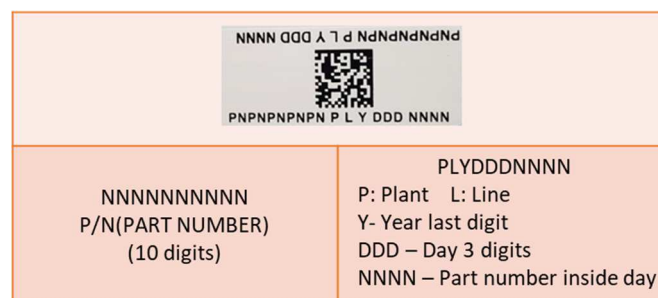 PNPNPNPNPN P L Y DDD NNNN
PNPNPNPNPN P L Y DDD NNNN
NNNNNNNNNN
P/N(PART NUMBER)
(10 digits)
PLYDDDNNNN
P: Plant L: Line
Y- Year last digit
DDD – Day 3 digits
NNNN – Part number inside day